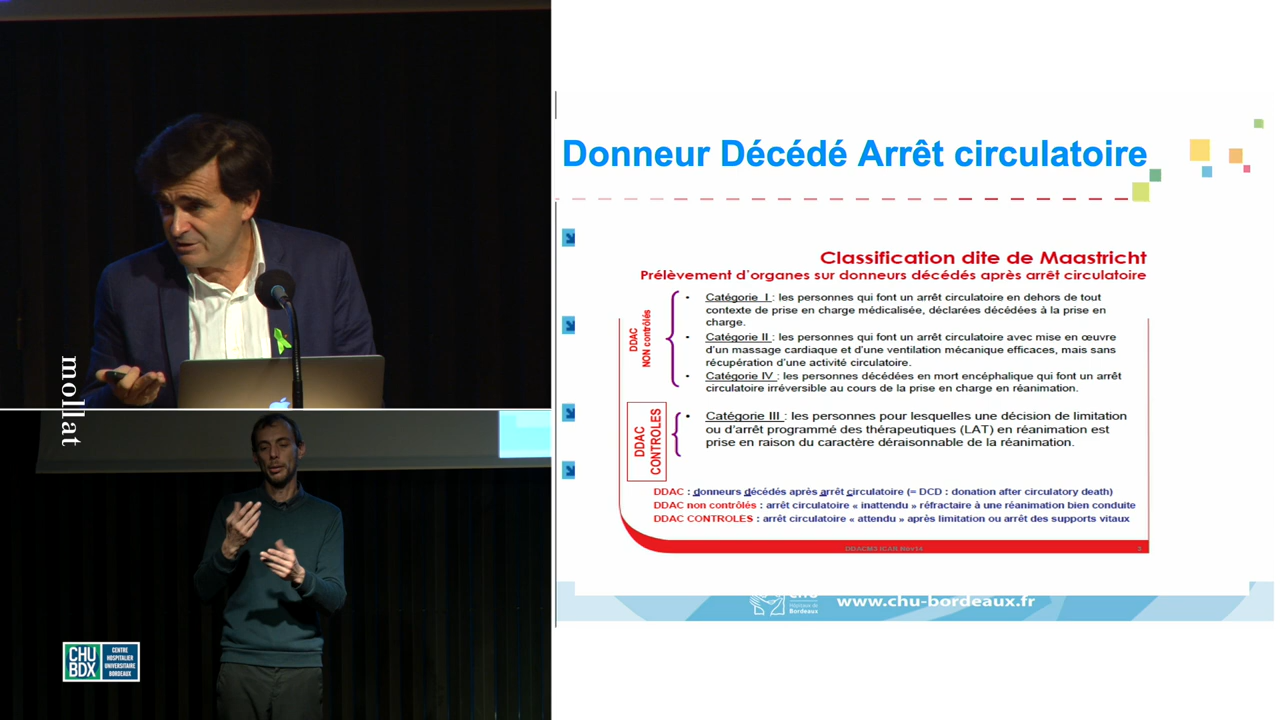 mollat
CHU
BDX
CENTRE
HOSPITALIER
UNIVERSITAIRE
BORDEAUX
Donneur Décédé Arrêt circulatoire
Classification dite de Maastricht
Prélèvement d'organes sur donneurs décédés après arrêt circulatoire
DDAC
NON contrôlés
• Catégorie I : les personnes qui font un arrêt circulatoire en dehors de tout
contexte de prise en charge médicalisée, déclarées décédées à la prise en
charge.
• Catégorie II : les personnes qui font un arrêt circulatoire avec mise en œuvre
d'un massage cardiaque et d'une ventilation mécanique efficaces, mais sans
récupération d'une activité circulatoire.
• Catégorie IV : les personnes décédées en mort encéphalique qui font un arrêt
circulatoire irréversible au cours de la prise en charge en réanimation.
DDAC
CONTROLES
• Catégorie III : les personnes pour lesquelles une décision de limitation
ou d'arrêt programmé des thérapeutiques (LAT) en réanimation est
prise en raison du caractère déraisonnable de la réanimation.
DDAC : donneurs décédés après arrêt circulatoire (= DCD : donation after circulatory death)
DDAC non contrôlés : arrêt circulatoire « inattendu » réfractaire à une réanimation bien conduite
DDAC CONTROLES : arrêt circulatoire « attendu » après limitation ou arrêt des supports vitaux
Bordeaux
www.chu-bordeaux.fr